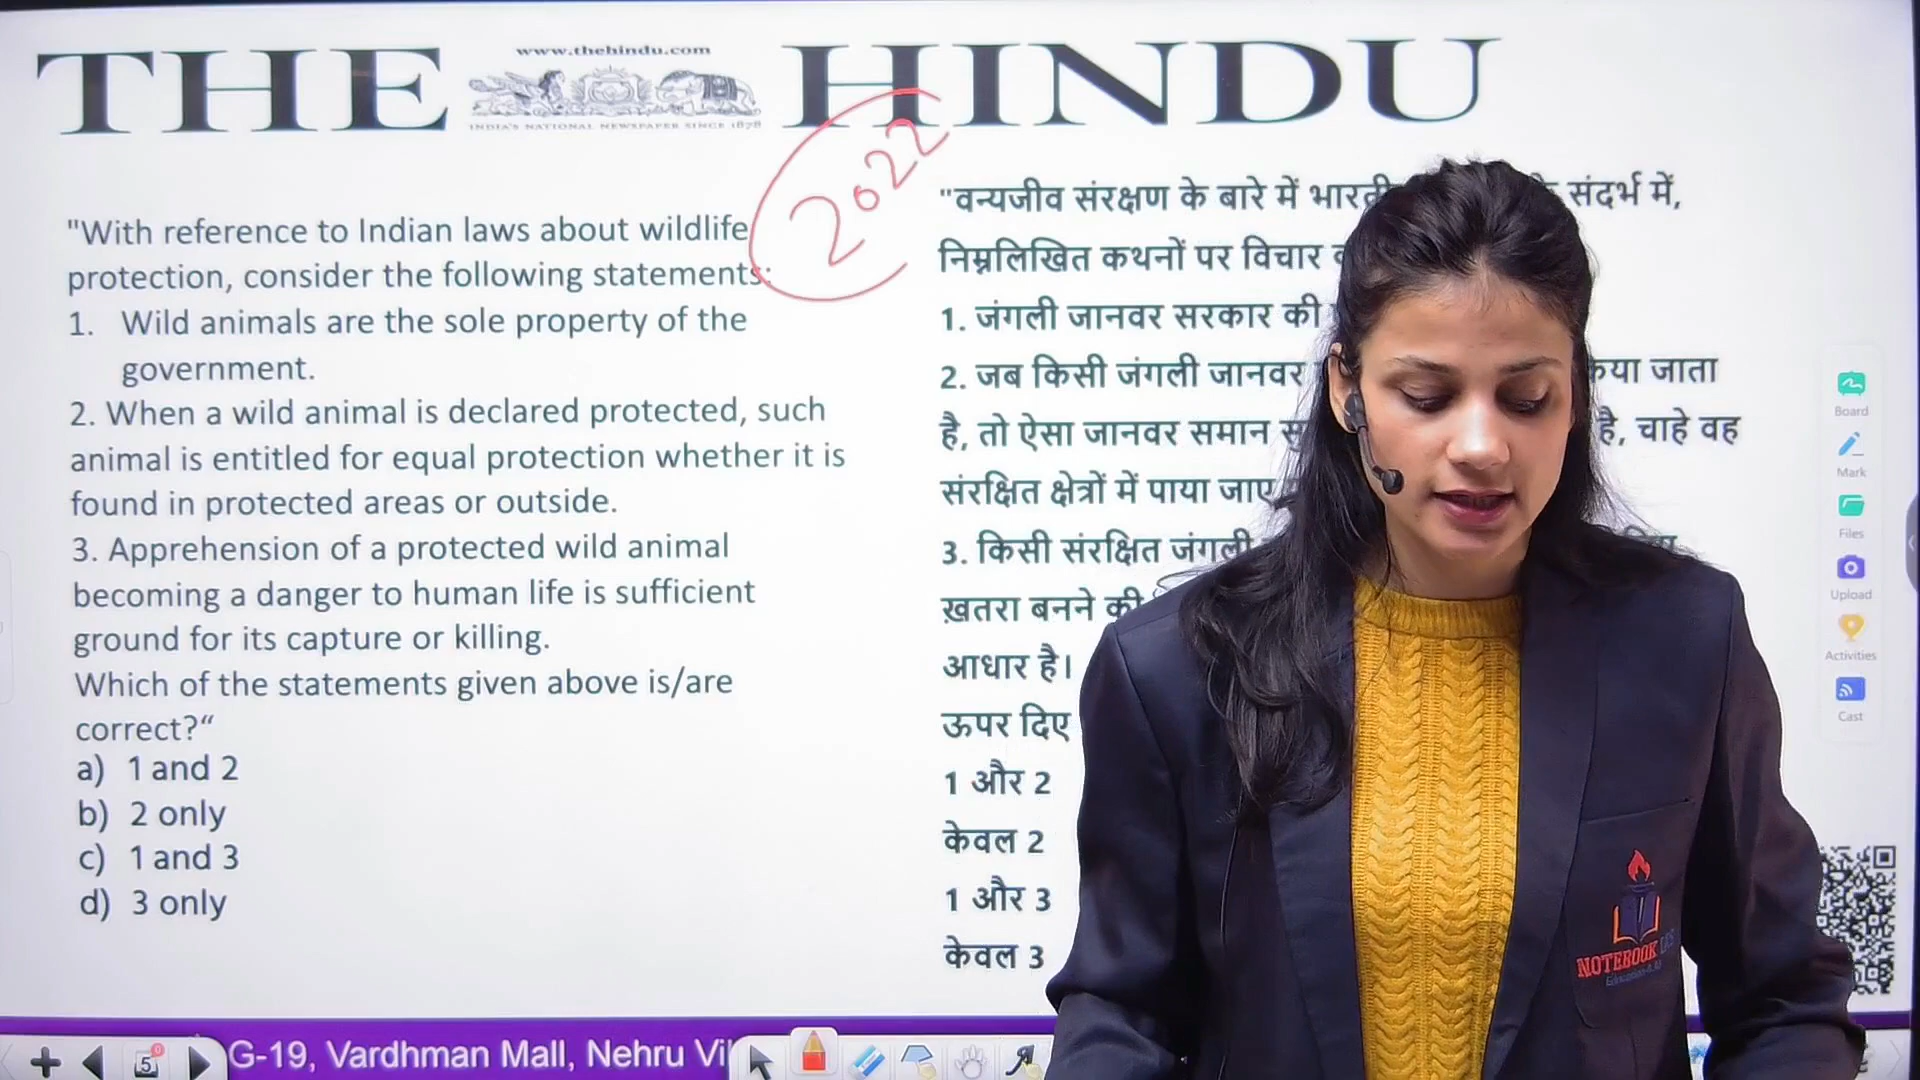 THE HINDU
www.thehindu.com
INDIA'S NATIONAL NEWSPAPER SINCE 1878
2022
"With reference to Indian laws about wildlife
protection, consider the following statements:
1. Wild animals are the sole property of the
government.
2. When a wild animal is declared protected, such
animal is entitled for equal protection whether it is
found in protected areas or outside.
3. Apprehension of a protected wild animal
becoming a danger to human life is sufficient
ground for its capture or killing.
Which of the statements given above is/are
correct?“
a) 1 and 2
b) 2 only
c) 1 and 3
d) 3 only
"वन्यजीव संरक्षण के बारे में संदर्भ में,
निम्नलिखित कथनों पर विचार
1. जंगली जानवर सरकार की
2. जब किसी जंगली जानवर जाता
है, तो ऐसा जानवर समान है, चाहे वह
संरक्षित क्षेत्रों में पाया जाए
3. किसी संरक्षित जंगली
ख़तरा बनने की
आधार है।
ऊपर दिए
1 और 2
केवल 2
1 और 3
केवल 3
Board
Mark
Files
Upload
Activities
Cast
NOTEBOOK
5
G-19, Vardhman Mall, Nehru